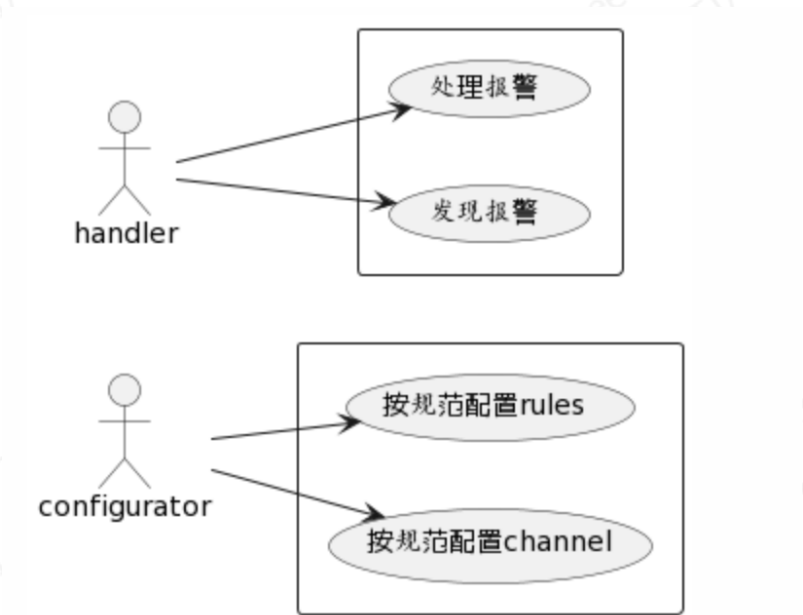 处理报警
handler
发现报警
按规范配置rules
configurator
按规范配置channel